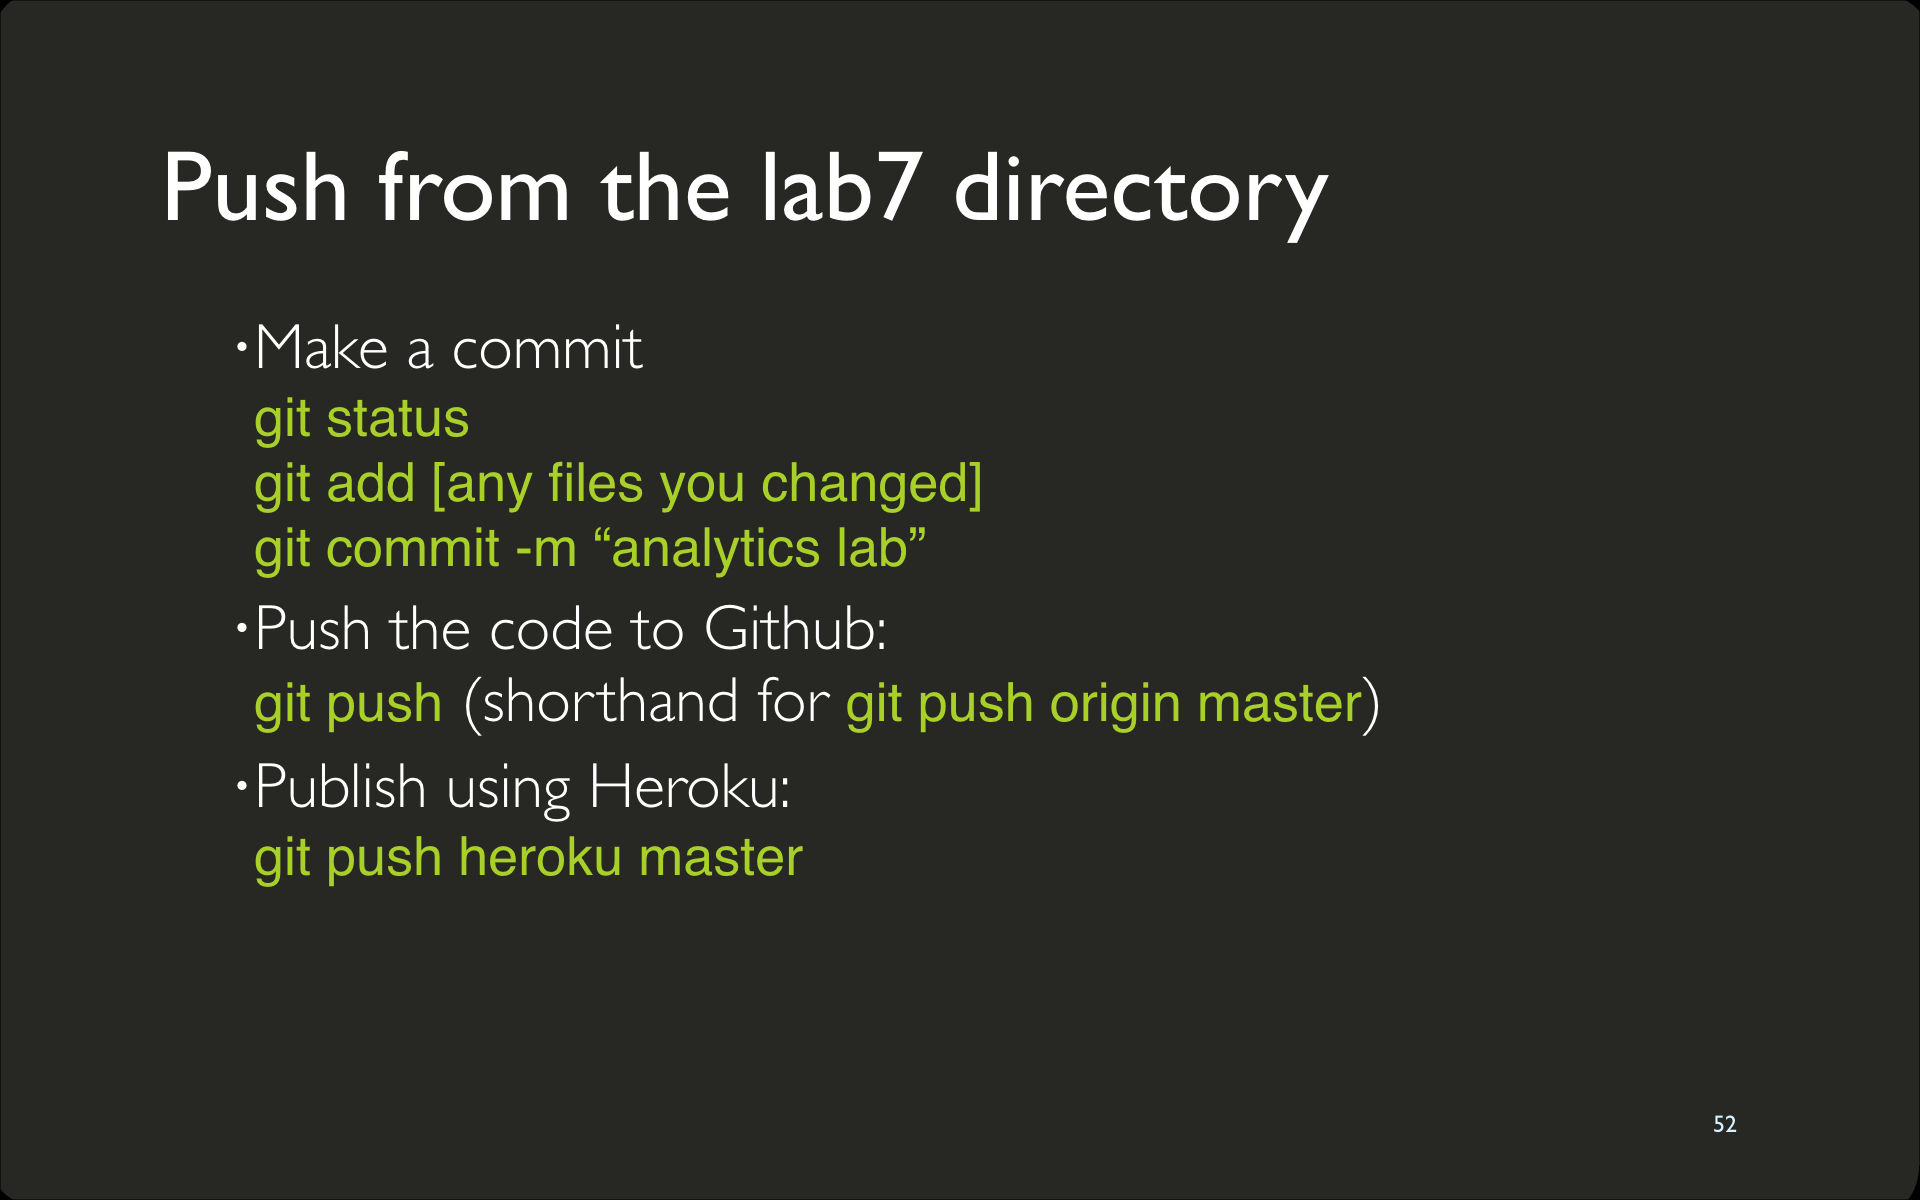 Push from the lab7 directory
·Make a commit
git status
git add [any files you changed]
git commit -m “analytics lab”
·Push the code to Github:
git push (shorthand for git push origin master)
·Publish using Heroku:
git push heroku master
52